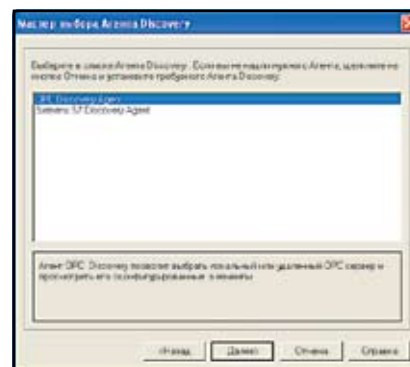 Мастер выбора Агента Discovery
Выберите в списке Агента Discovery. Если вы не нашли нужного Агента, щелкните на
кнопке Отмена и установите требуемого Агента Discovery.
OPC Discovery Agent
Siemens S7 Discovery Agent
Агент OPC Discovery позволяет выбрать локальный или удаленный OPC сервер и
просмотреть его сконфигурированные элементы
<Назад
Далее>
Отмена
Справка